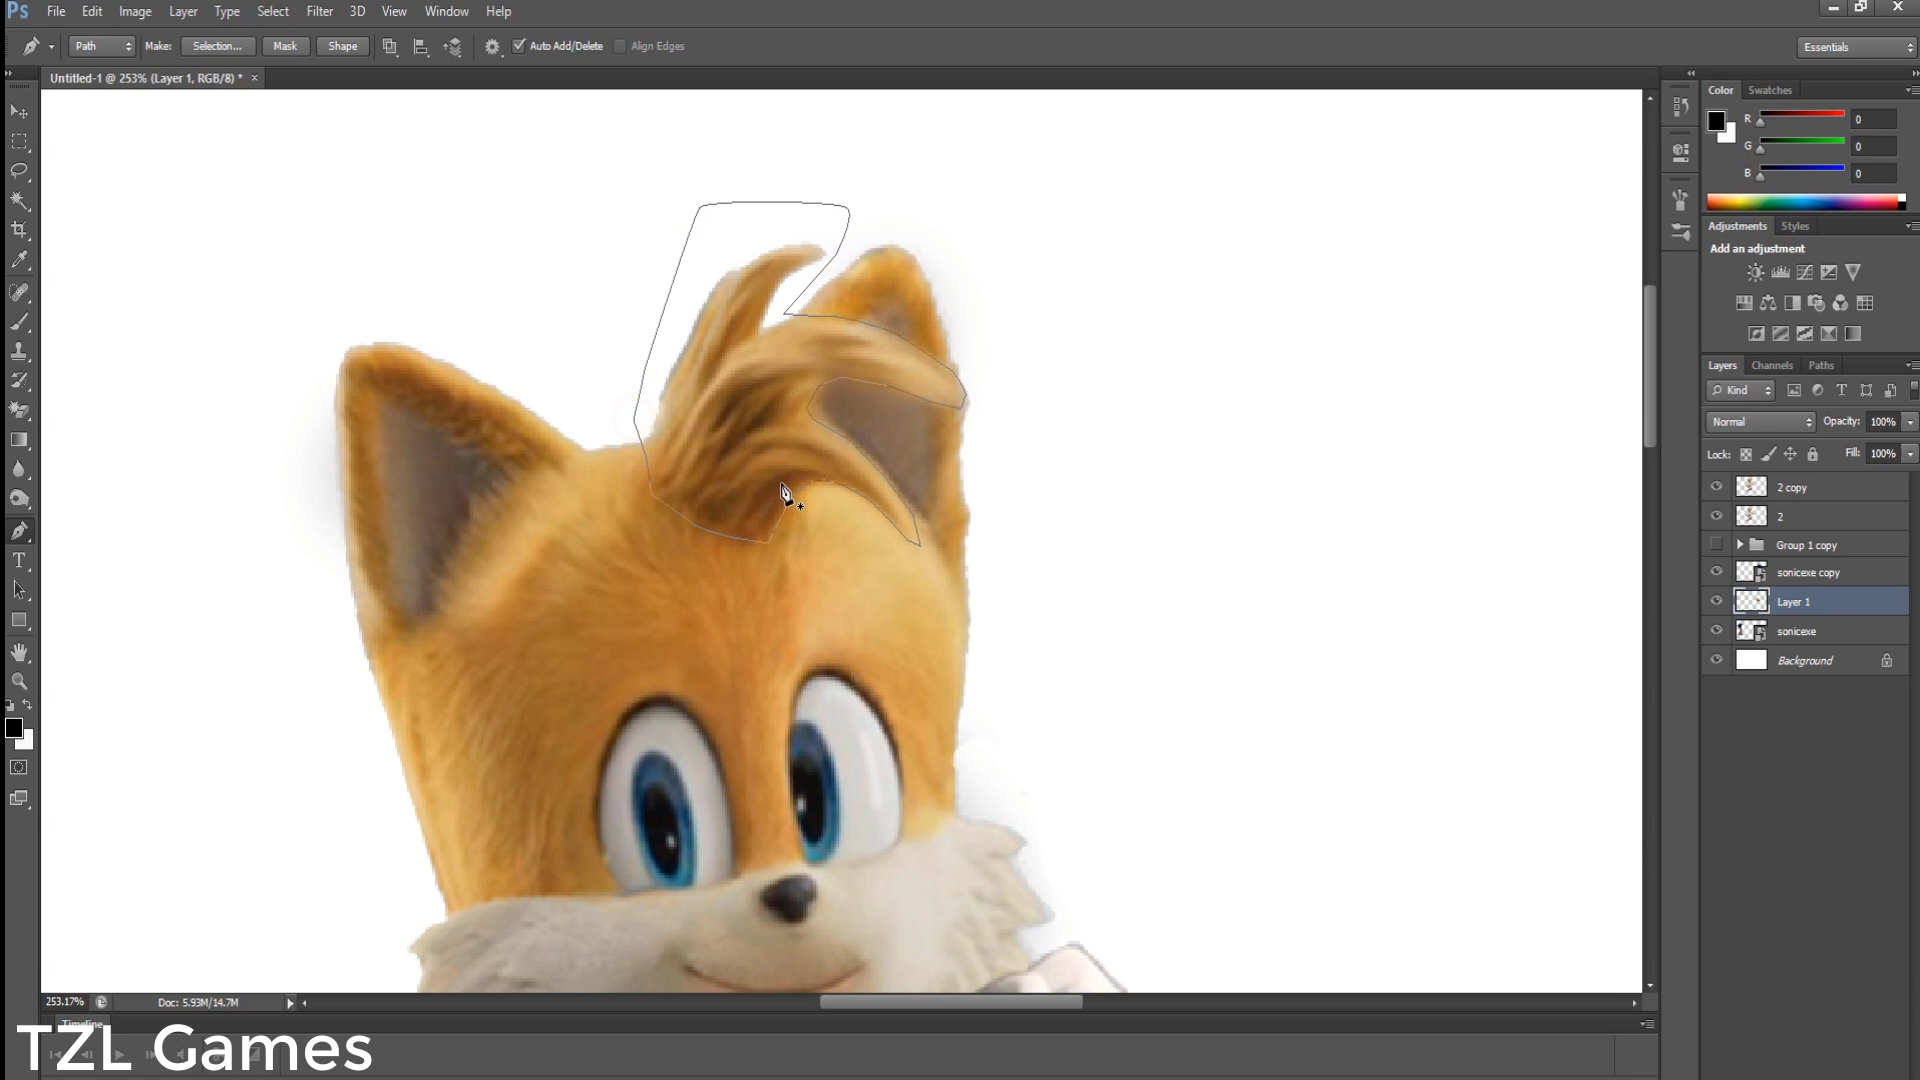 Ps File Edit Image Layer Type Select Filter 3D View Window Help
Path Make: Selection... Mask Shape Auto Add/Delete Align Edges Essentials
Untitled-1 @ 253% (Layer 1, RGB/8) * ×
Color Swatches
R 0
G 0
B 0
Adjustments Styles
Add an adjustment
Layers Channels Paths
Kind T
Normal Opacity: 100%
Lock: Fill: 100%
2 copy
2
Group 1 copy
sonicexe copy
Layer 1
sonicexe
Background
T
253.17% Doc: 5.93M/14.7M
Timeline
TZL Games